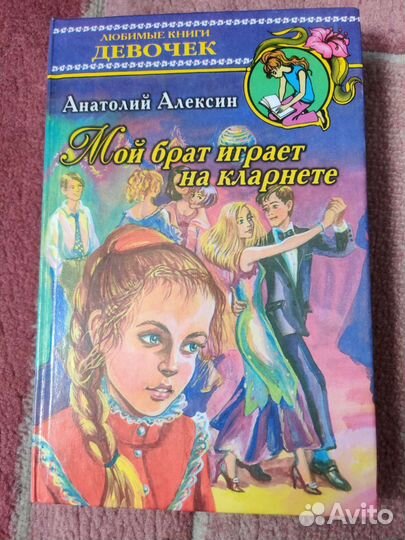 ЛЮБИМЫЕ КНИГИ
ДЕВОЧЕК
Анатолий Алексин
Мой брат играет
на кларнете
Avito